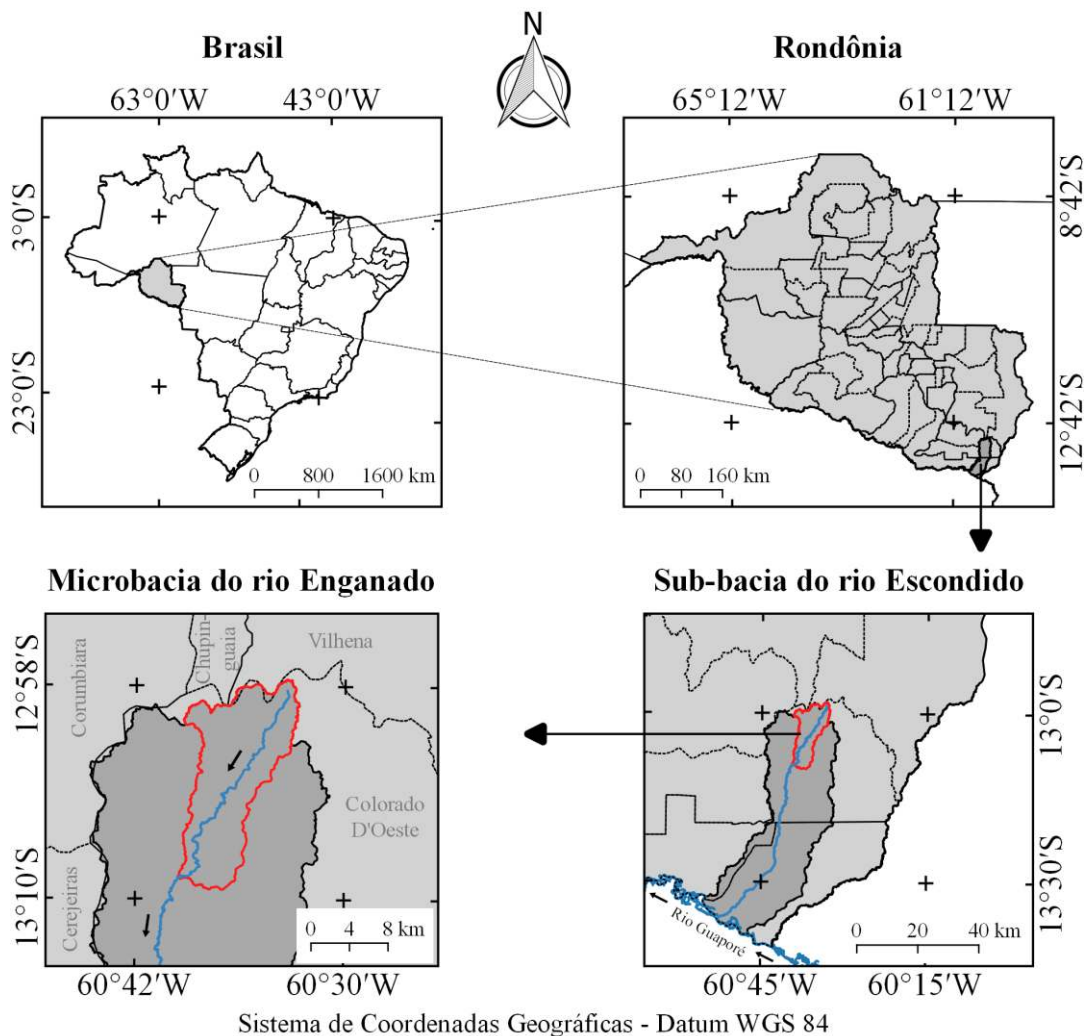 Brasil
N
Rondônia
63°0'W
43°0'W
65°12'W
61°12'W
3°0'S
23°0'S
8°42'S
12°42'S
0 800 1600 km
0 80 160 km
Microbacia do rio Enganado
Sub-bacia do rio Escondido
12°58'S
13°10'S
Corumbiara
Chupin-
guaia
Vilhena
Colorado
D'Oeste
Cerejeiras
0 4 8 km
13°0'S
13°30'S
Rio Guaporé
0 20 40 km
60°42'W
60°30'W
60°45'W
60°15'W
Sistema de Coordenadas Geográficas - Datum WGS 84